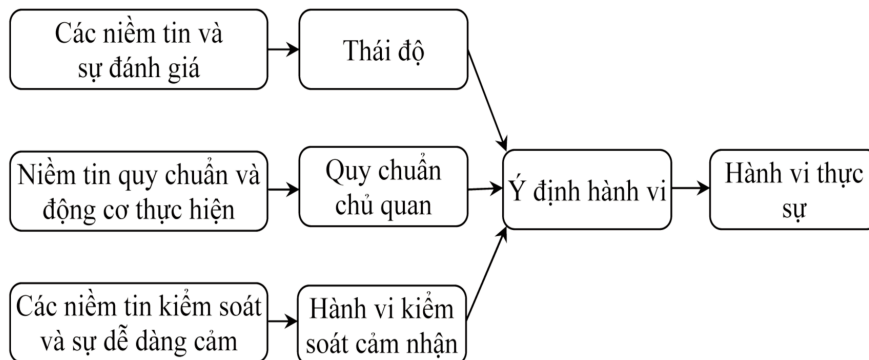 Các niềm tin và
sự đánh giá
Thái độ
Niềm tin quy chuẩn và
động cơ thực hiện
Quy chuẩn
chủ quan
Ý định hành vi
Hành vi thực
sự
Các niềm tin kiểm soát
và sự dễ dàng cảm
Hành vi kiểm
soát cảm nhận